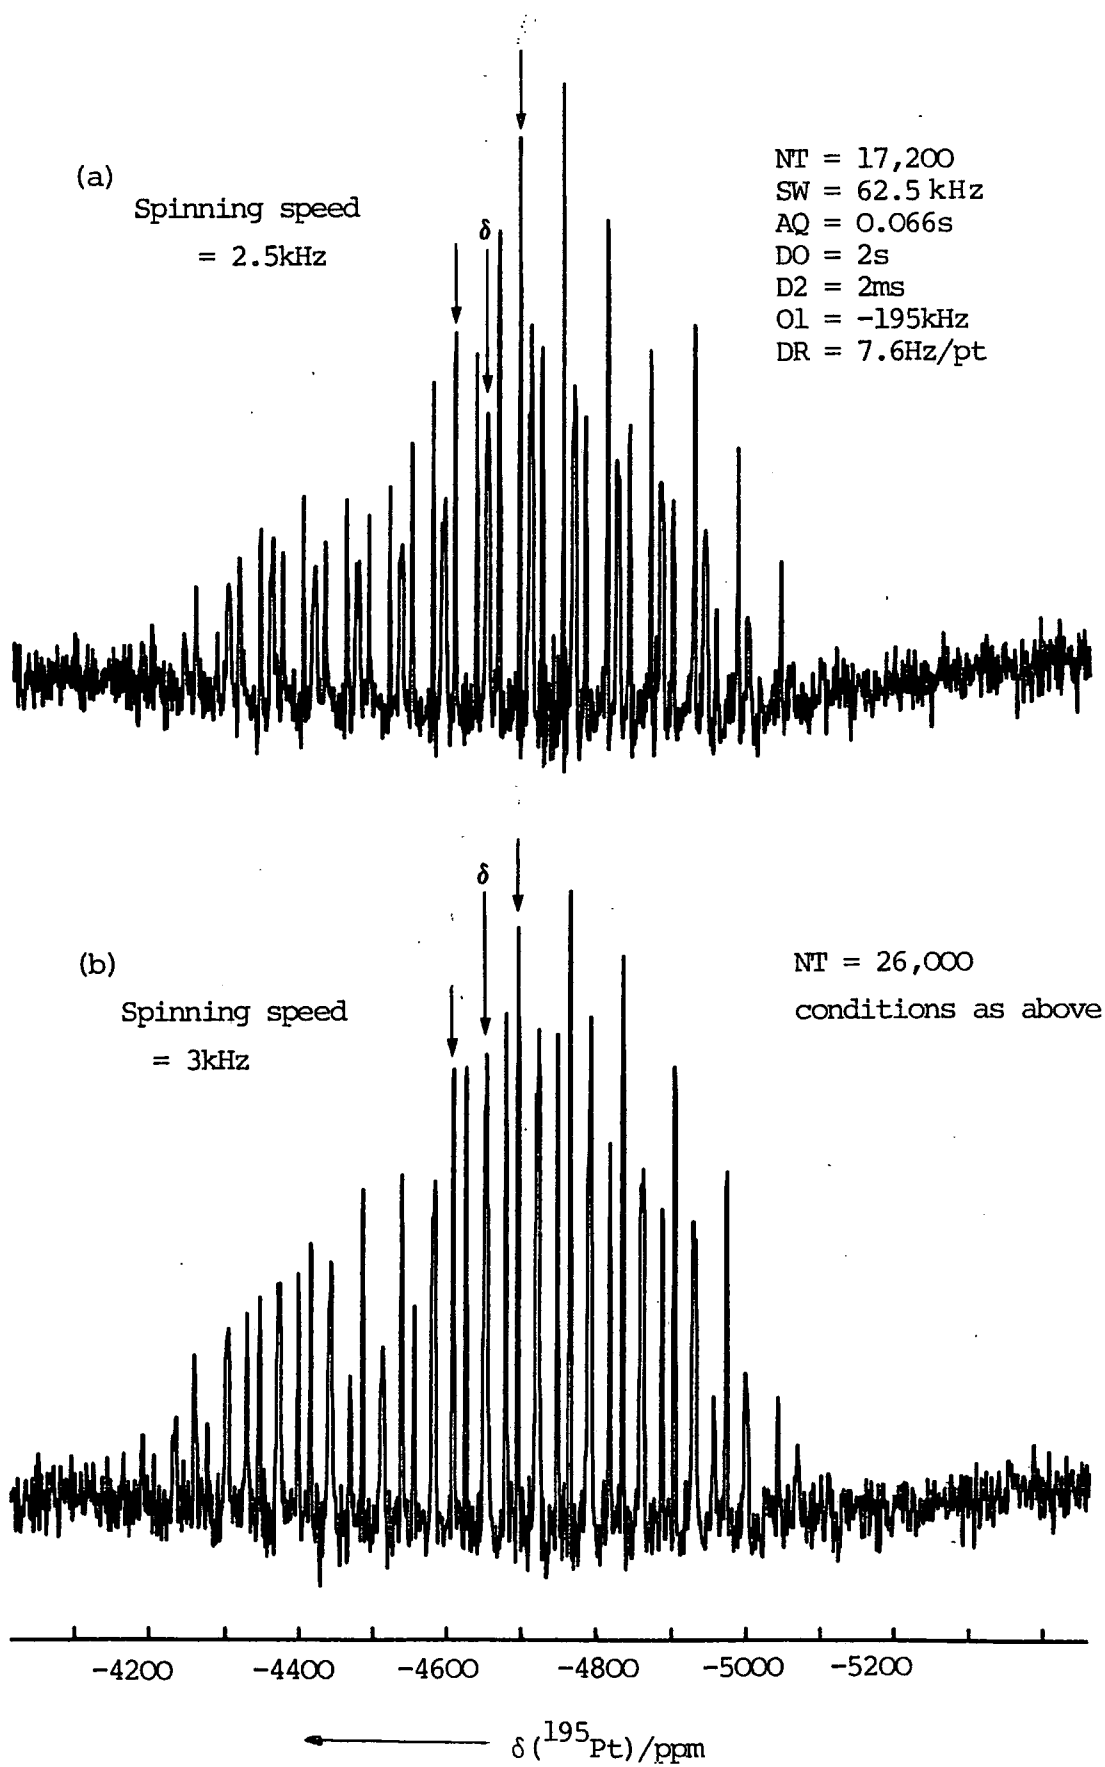 (a)
Spinning speed
= 2.5kHz
δ
NT = 17,200
SW = 62.5 kHz
AQ = 0.066s
DO = 2s
D2 = 2ms
O1 = -195kHz
DR = 7.6Hz/pt
δ
(b)
Spinning speed
= 3kHz
NT = 26,000
conditions as above
-4200 -4400 -4600 -4800 -5000 -5200
δ(195Pt)/ppm